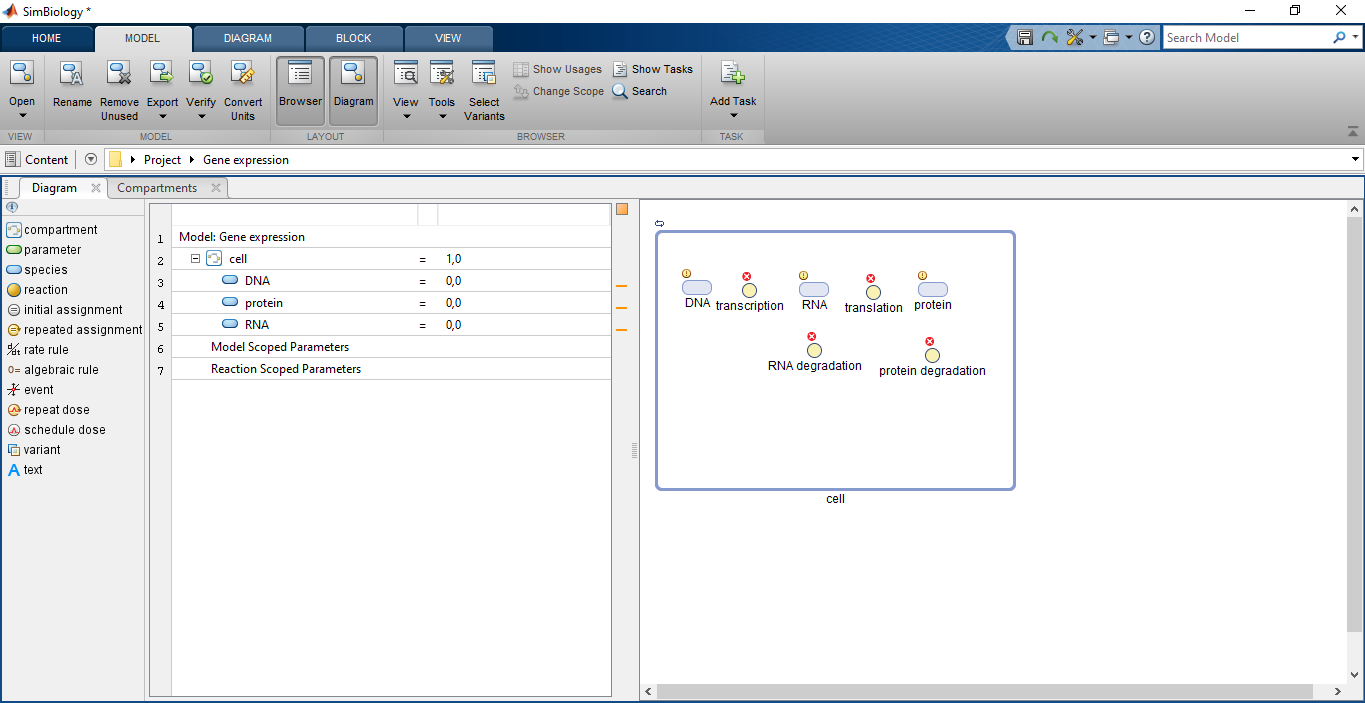 SimBiology *
HOME MODEL DIAGRAM BLOCK VIEW
Search Model
Open
Rename
Remove Unused
Export
Verify
Convert Units
Browser
Diagram
View
Tools
Select Variants
Show Usages
Change Scope
Show Tasks
Search
Add Task
VIEW MODEL LAYOUT BROWSER TASK
Content Project Gene expression
Diagram Compartments
compartment
parameter
species
reaction
initial assignment
repeated assignment
rate rule
algebraic rule
event
repeat dose
schedule dose
variant
text
1 Model: Gene expression
2 cell = 1,0
3 DNA = 0,0
4 protein = 0,0
5 RNA = 0,0
6 Model Scoped Parameters
7 Reaction Scoped Parameters
DNA transcription RNA translation protein
RNA degradation protein degradation
cell